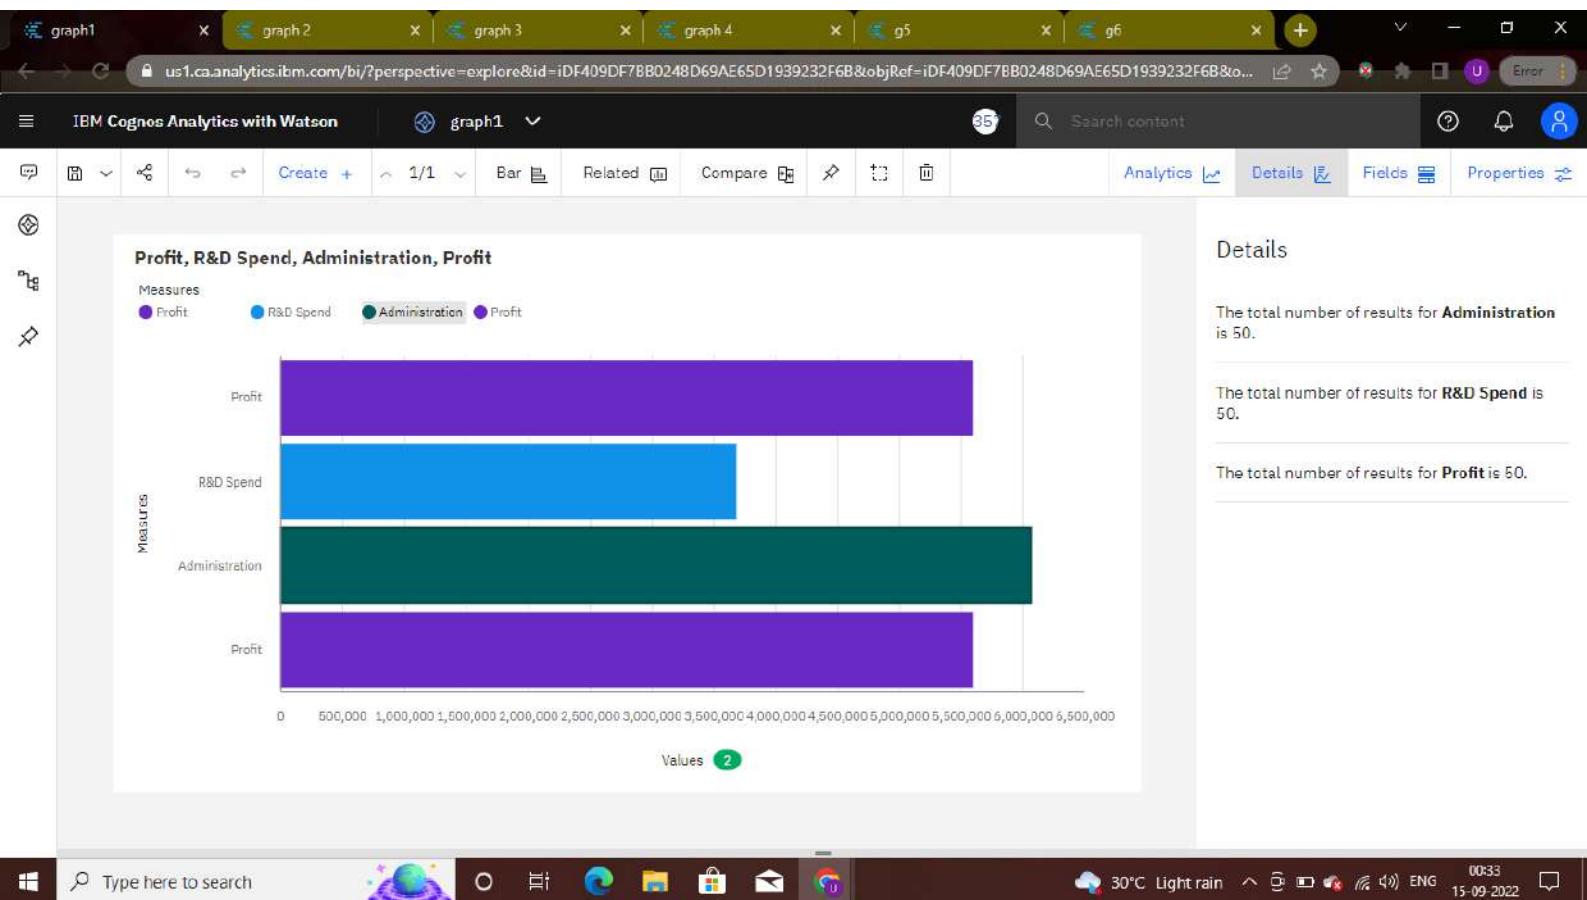 graph1 × graph 2 × graph 3 × graph 4 × g5 × g6 × +
us1.ca.analytics.ibm.com/bi/?perspective=explore&id=iDF409DF7BB0248D69AE65D1939232F6B&objRef=iDF409DF7BB0248D69AE65D1939232F6B&o... U Error
IBM Cognos Analytics with Watson graph1 Search content
Create + 1/1 Bar Related Compare Analytics Details Fields Properties
Profit, R&D Spend, Administration, Profit
Measures
Profit R&D Spend Administration Profit
Profit
R&D Spend
Measures
Administration
Profit
0 500,000 1,000,000 1,500,000 2,000,000 2,500,000 3,000,000 3,500,000 4,000,000 4,500,000 5,000,000 5,500,000 6,000,000 6,500,000
Values 2
Details
The total number of results for Administration
is 50.
The total number of results for R&D Spend is
50.
The total number of results for Profit is 50.
Type here to search 30°C Light rain ENG 00:33
15-09-2022